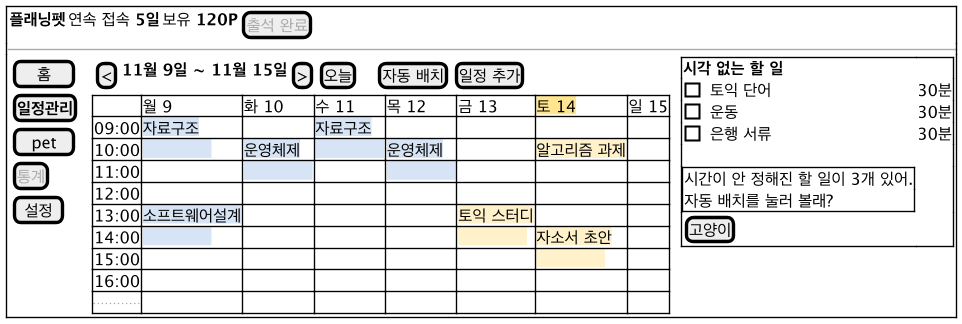 플래닝펫 연속 접속 5일 보유 120P 출석 완료
홈
일정관리
pet
통계
설정
< 11월 9일 ~ 11월 15일 > 오늘 자동 배치 일정 추가
월 9 화 10 수 11 목 12 금 13 토 14 일 15
09:00 자료구조 자료구조
10:00 운영체제 운영체제 알고리즘 과제
11:00
12:00
13:00 소프트웨어설계 토익 스터디
14:00 자소서 초안
15:00
16:00
시각 없는 할 일
토익 단어 30분
운동 30분
은행 서류 30분
시간이 안 정해진 할 일이 3개 있어.
자동 배치를 눌러 볼래?
고양이